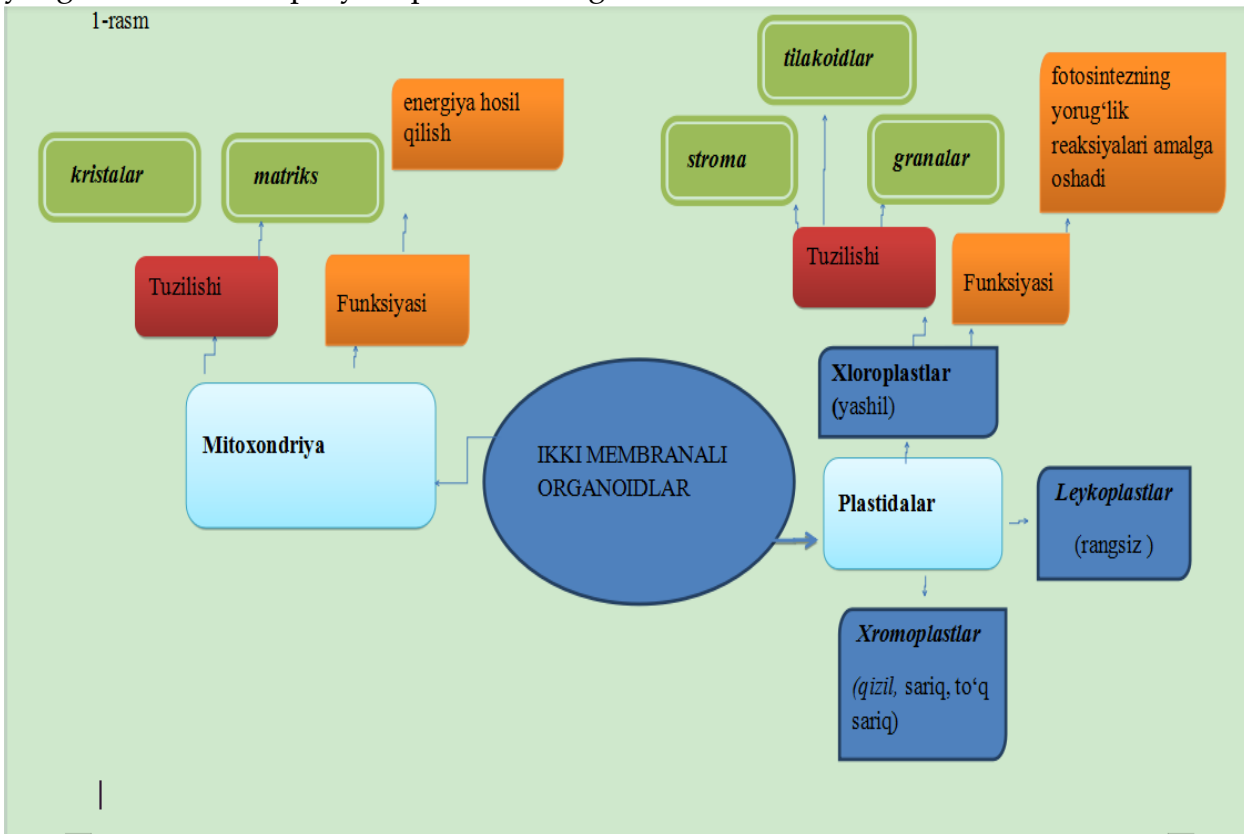 1-rasm
kristalar
matriks
energiya hosil
qilish
Tuzilishi
Funksiyasi
Mitoxondriya
IKKI MEMBRANALI
ORGANOIDLAR
tilakoidlar
stroma
granalar
fotosintezning
yorug‘lik
reaksiyalari amalga
oshadi
Tuzilishi
Funksiyasi
Xloroplastlar
(yashil)
Plastidalar
Leykoplastlar
(rangsiz )
Xromoplastlar
(qizil, sariq, to‘q
sariq)